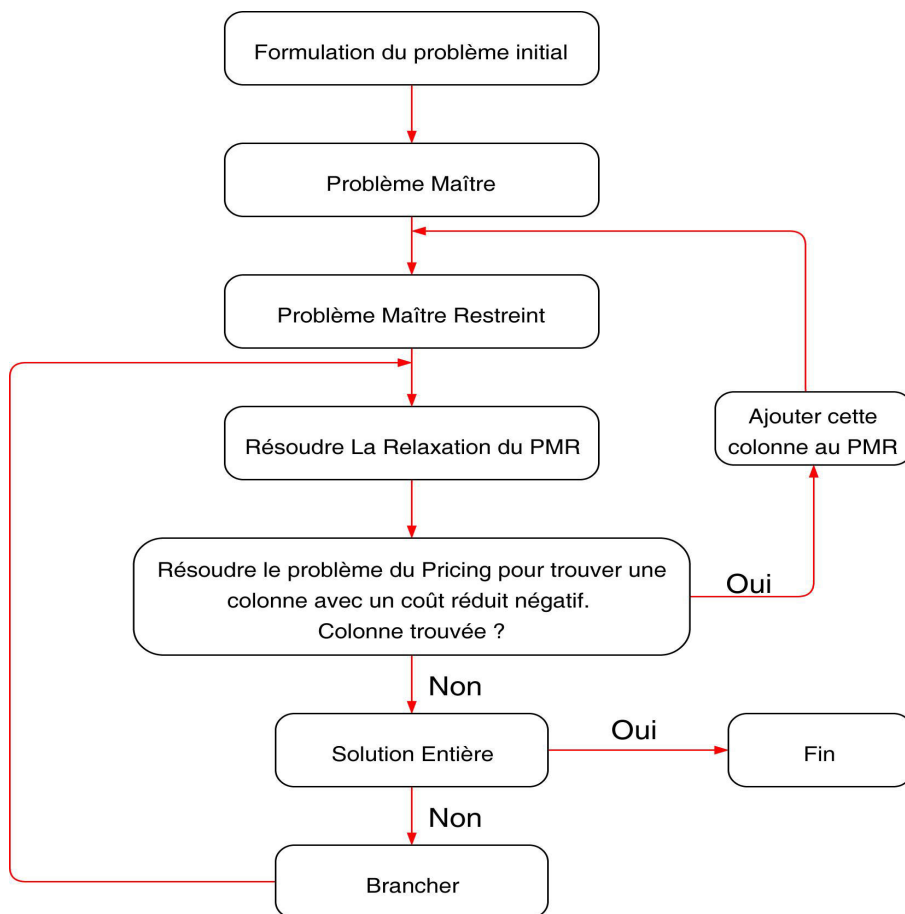 Formulation du problème initial
Problème Maître
Problème Maître Restreint
Résoudre La Relaxation du PMR
Ajouter cette
colonne au PMR
Résoudre le problème du Pricing pour trouver une
colonne avec un coût réduit négatif.
Colonne trouvée ?
Oui
Non
Solution Entière
Oui
Fin
Non
Brancher